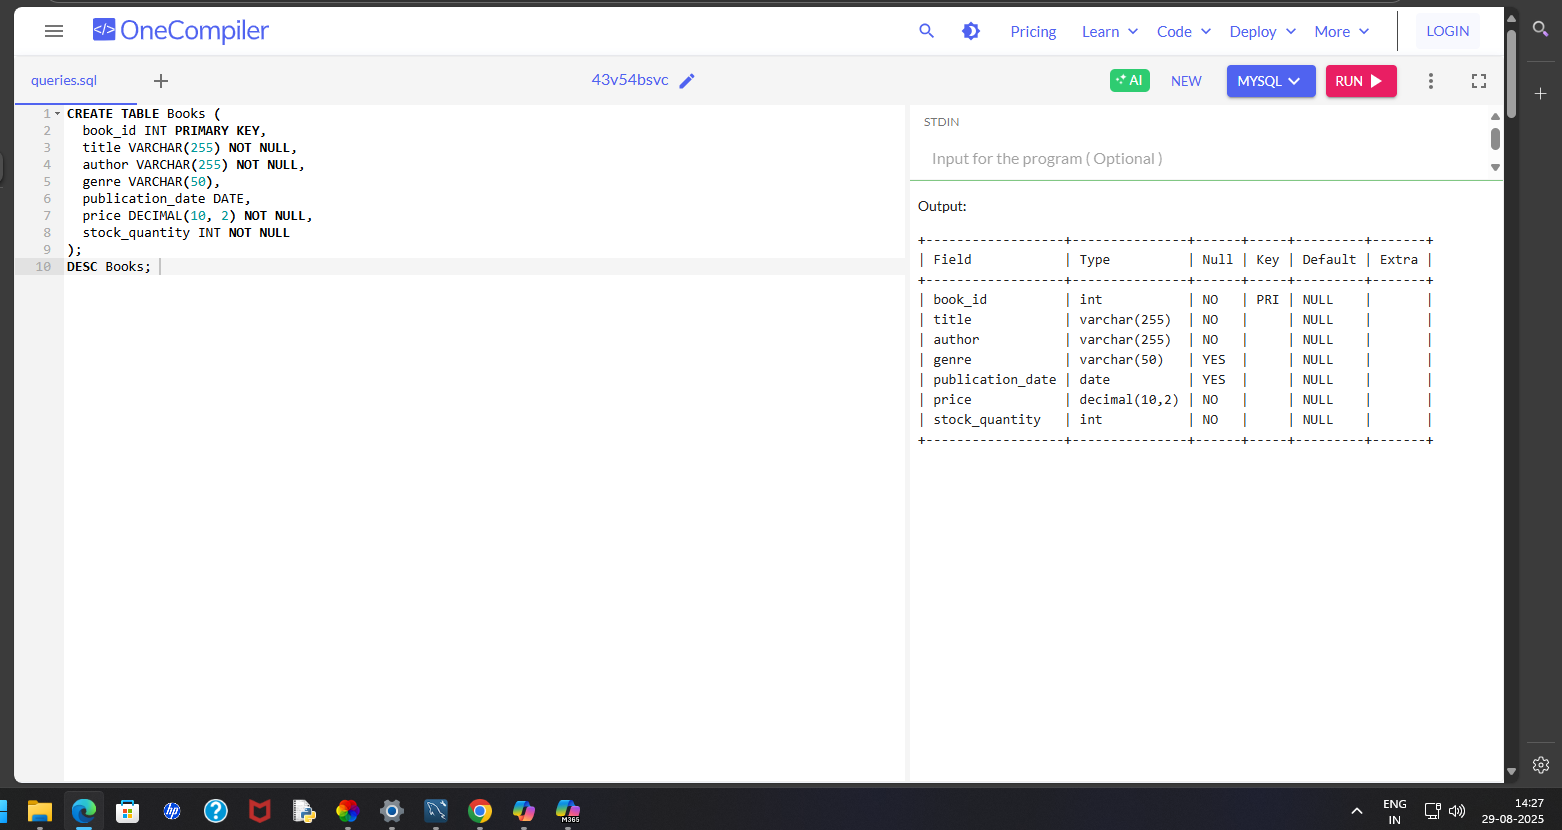 </> OneCompiler
Pricing Learn Code Deploy More LOGIN
queries.sql + 43v54bsvc AI NEW MYSQL RUN
1 CREATE TABLE Books (
2 book_id INT PRIMARY KEY,
3 title VARCHAR(255) NOT NULL,
4 author VARCHAR(255) NOT NULL,
5 genre VARCHAR(50),
6 publication_date DATE,
7 price DECIMAL(10, 2) NOT NULL,
8 stock_quantity INT NOT NULL
9 );
10 DESC Books;
STDIN
Input for the program ( Optional )
Output:
+------------------+---------------+------+-----+---------+-------+
| Field            | Type          | Null | Key | Default | Extra |
+------------------+---------------+------+-----+---------+-------+
| book_id          | int           | NO   | PRI | NULL    |       |
| title            | varchar(255)  | NO   |     | NULL    |       |
| author           | varchar(255)  | NO   |     | NULL    |       |
| genre            | varchar(50)   | YES  |     | NULL    |       |
| publication_date | date          | YES  |     | NULL    |       |
| price            | decimal(10,2) | NO   |     | NULL    |       |
| stock_quantity   | int           | NO   |     | NULL    |       |
+------------------+---------------+------+-----+---------+-------+
hp
?
M365
ENG
IN
14:27
29-08-2025